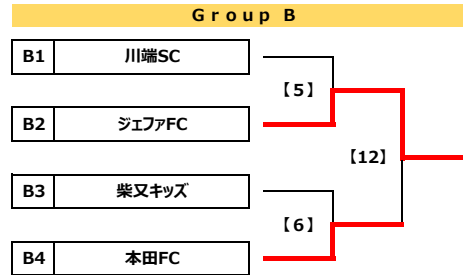 Group B
B1 川端SC
【5】
B2 ジェファFC
【12】
B3 柴又キッズ
【6】
B4 本田FC